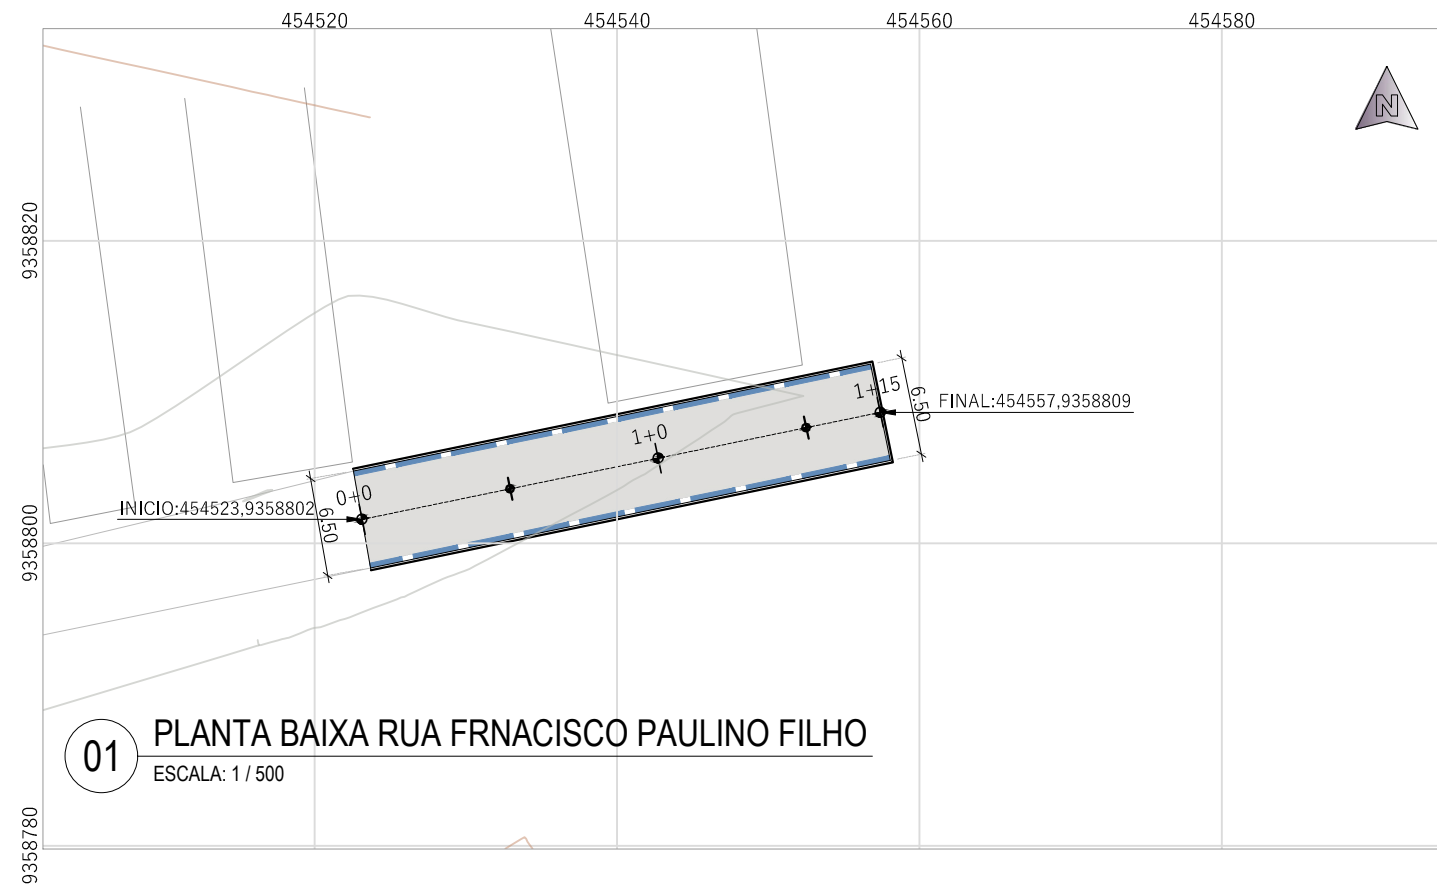 454520 454540 454560 454580
N
9358820
1+15
6.50
FINAL:454557,9358809
1+0
0+0
INICIO:454523,9358802
6.50
9358800
01
PLANTA BAIXA RUA FRNACISCO PAULINO FILHO
ESCALA: 1 / 500
9358780